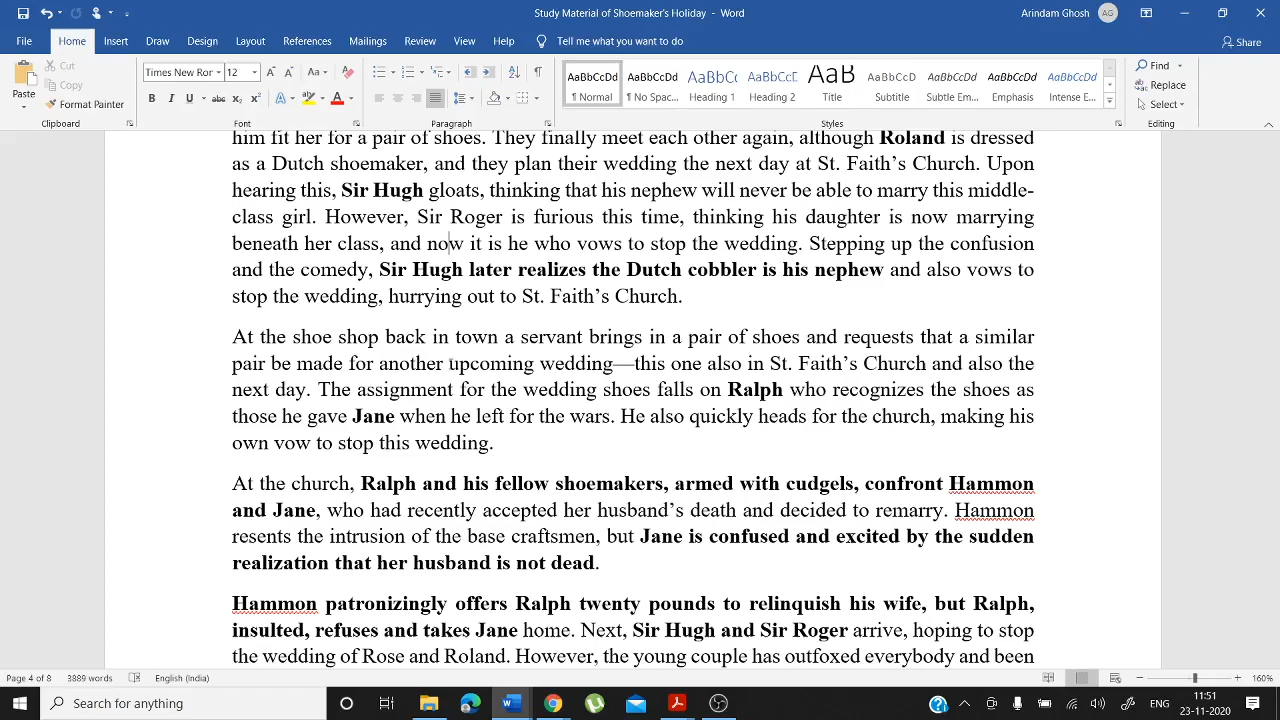 Study Material of Shoemaker's Holiday - Word
Arindam Ghosh AG
File Home Insert Draw Design Layout References Mailings Review View Help Tell me what you want to do Share
Paste Cut Copy Format Painter
Times New Ror 12
AaBbCcDd AaBbCcDd AaBbCc AaBbCcE AaB AaBbCcD AaBbCcDd AaBbCcDd AaBbCcDd
¶ Normal ¶ No Spac... Heading 1 Heading 2 Title Subtitle Subtle Em... Emphasis Intense E...
Find
Replace
Select
Clipboard Font Paragraph Styles Editing
him fit her for a pair of shoes. They finally meet each other again, although Roland is dressed
as a Dutch shoemaker, and they plan their wedding the next day at St. Faith's Church. Upon
hearing this, Sir Hugh gloats, thinking that his nephew will never be able to marry this middle-
class girl. However, Sir Roger is furious this time, thinking his daughter is now marrying
beneath her class, and now it is he who vows to stop the wedding. Stepping up the confusion
and the comedy, Sir Hugh later realizes the Dutch cobbler is his nephew and also vows to
stop the wedding, hurrying out to St. Faith's Church.
At the shoe shop back in town a servant brings in a pair of shoes and requests that a similar
pair be made for another upcoming wedding—this one also in St. Faith's Church and also the
next day. The assignment for the wedding shoes falls on Ralph who recognizes the shoes as
those he gave Jane when he left for the wars. He also quickly heads for the church, making his
own vow to stop this wedding.
At the church, Ralph and his fellow shoemakers, armed with cudgels, confront Hammon
and Jane, who had recently accepted her husband's death and decided to remarry. Hammon
resents the intrusion of the base craftsmen, but Jane is confused and excited by the sudden
realization that her husband is not dead.
Hammon patronizingly offers Ralph twenty pounds to relinquish his wife, but Ralph,
insulted, refuses and takes Jane home. Next, Sir Hugh and Sir Roger arrive, hoping to stop
the wedding of Rose and Roland. However, the young couple has outfoxed everybody and been
Page 4 of 8 3889 words English (India) 160%
Search for anything
ENG
11:51
23-11-2020